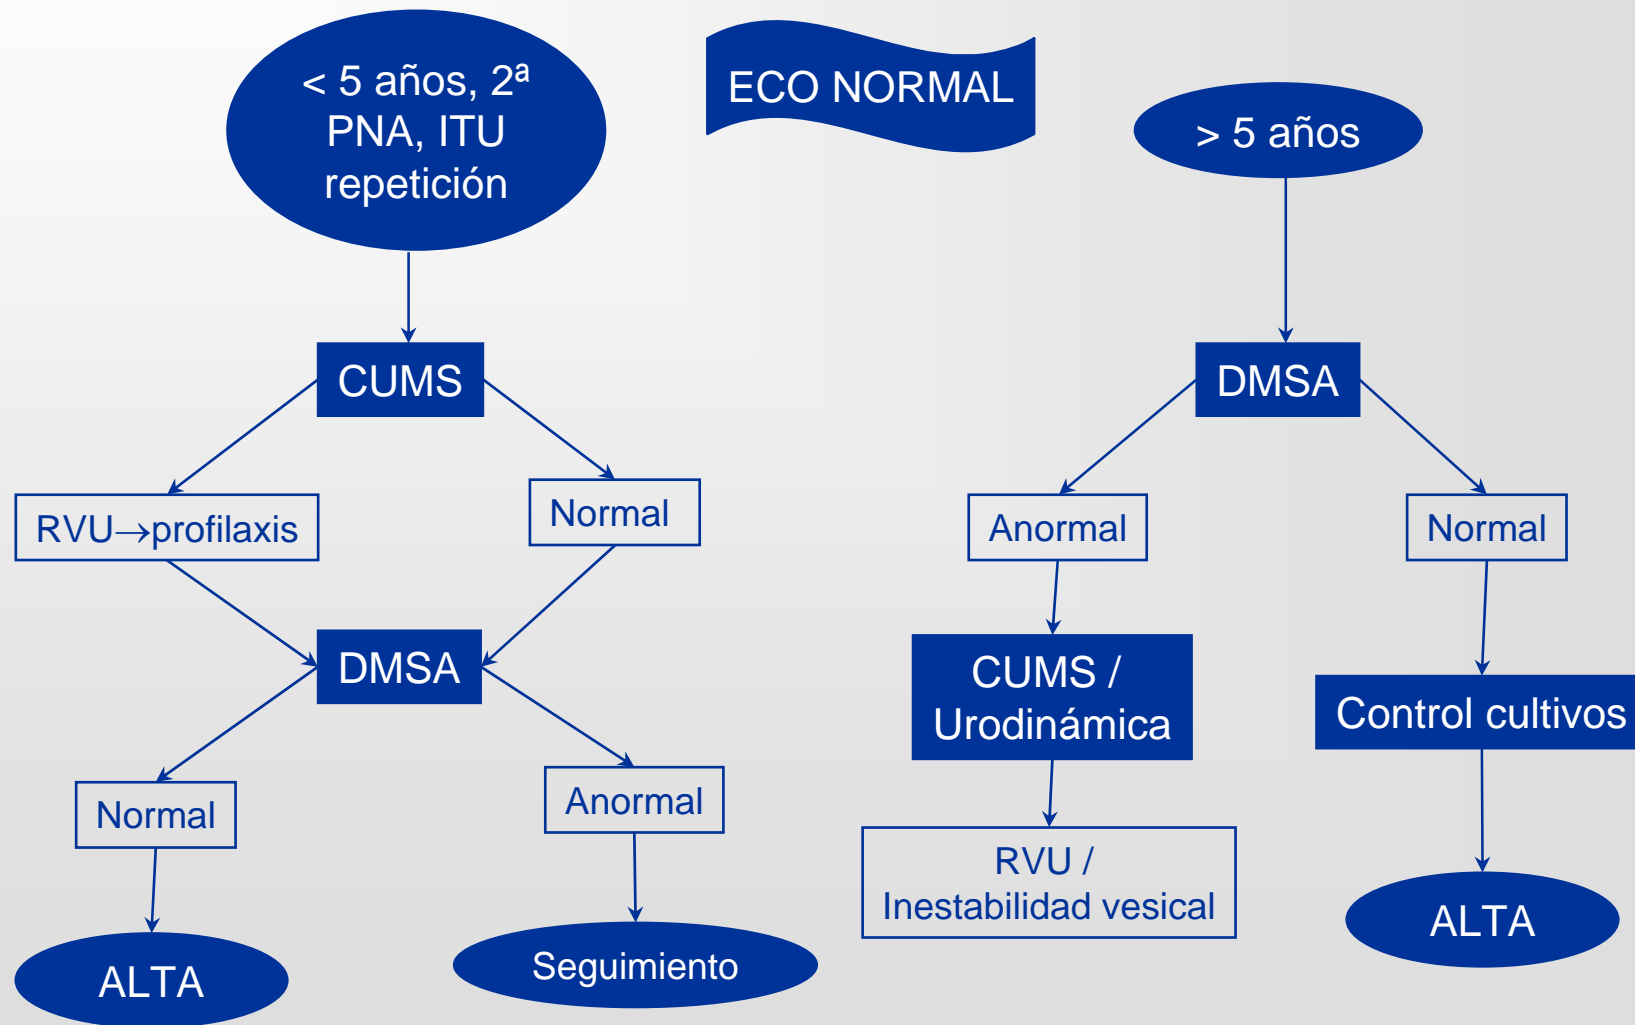 < 5 años, 2ª
PNA, ITU
repetición
ECO NORMAL
> 5 años
CUMS
DMSA
RVU→profilaxis
Normal
Anormal
Normal
DMSA
CUMS /
Urodinámica
Control cultivos
Normal
Anormal
RVU /
Inestabilidad vesical
ALTA
Seguimiento
ALTA